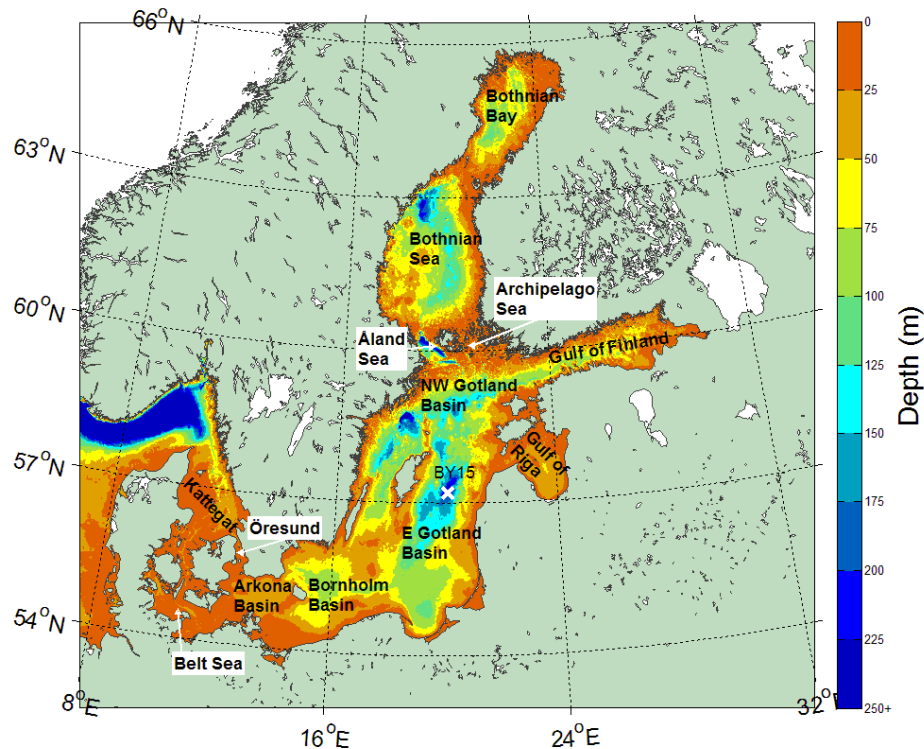 66°N
63°N
60°N
57°N
54°N
8°E
16°E
24°E
32°
Bothnian
Bay
Bothnian
Sea
Archipelago
Sea
Åland
Sea
Gulf of Finland
NW Gotland
Basin
Gulf of
Riga
BY15
Kattegat
Öresund
E Gotland
Basin
Arkona
Basin
Bornholm
Basin
Belt Sea
0
25
50
75
100
125
150
175
200
225
250+
Depth (m)